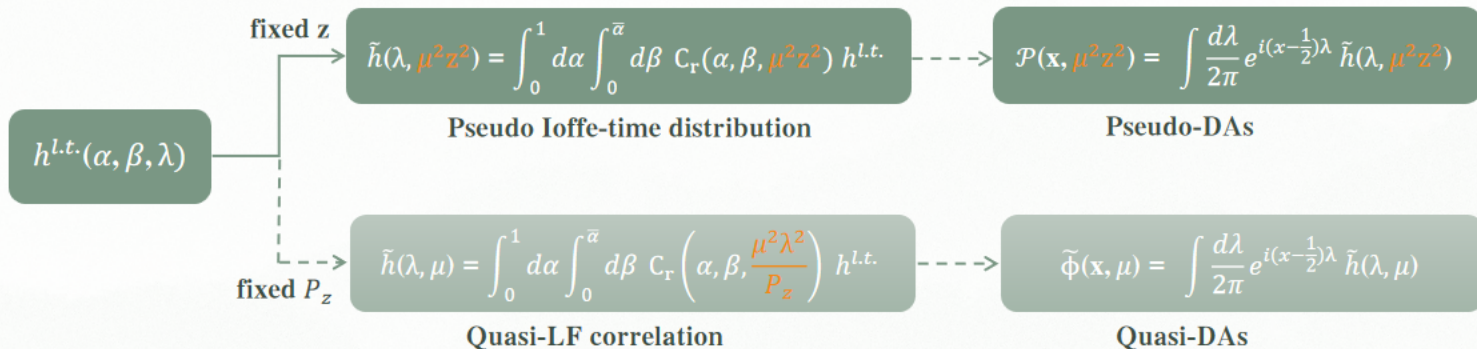 fixed z
h^{l.t.}(α, β, λ)
h̃(λ, μ²z²) = ∫₀¹ dα ∫₀^ᾱ dβ C_r(α, β, μ²z²) h^{l.t.}
Pseudo Ioffe-time distribution
𝒫(x, μ²z²) = ∫ dλ/2π e^{i(x−1/2)λ} h̃(λ, μ²z²)
Pseudo-DAs
fixed P_z
h̃(λ, μ) = ∫₀¹ dα ∫₀^ᾱ dβ C_r(α, β, μ²λ²/P_z) h^{l.t.}
Quasi-LF correlation
ϕ̃(x, μ) = ∫ dλ/2π e^{i(x−1/2)λ} h̃(λ, μ)
Quasi-DAs